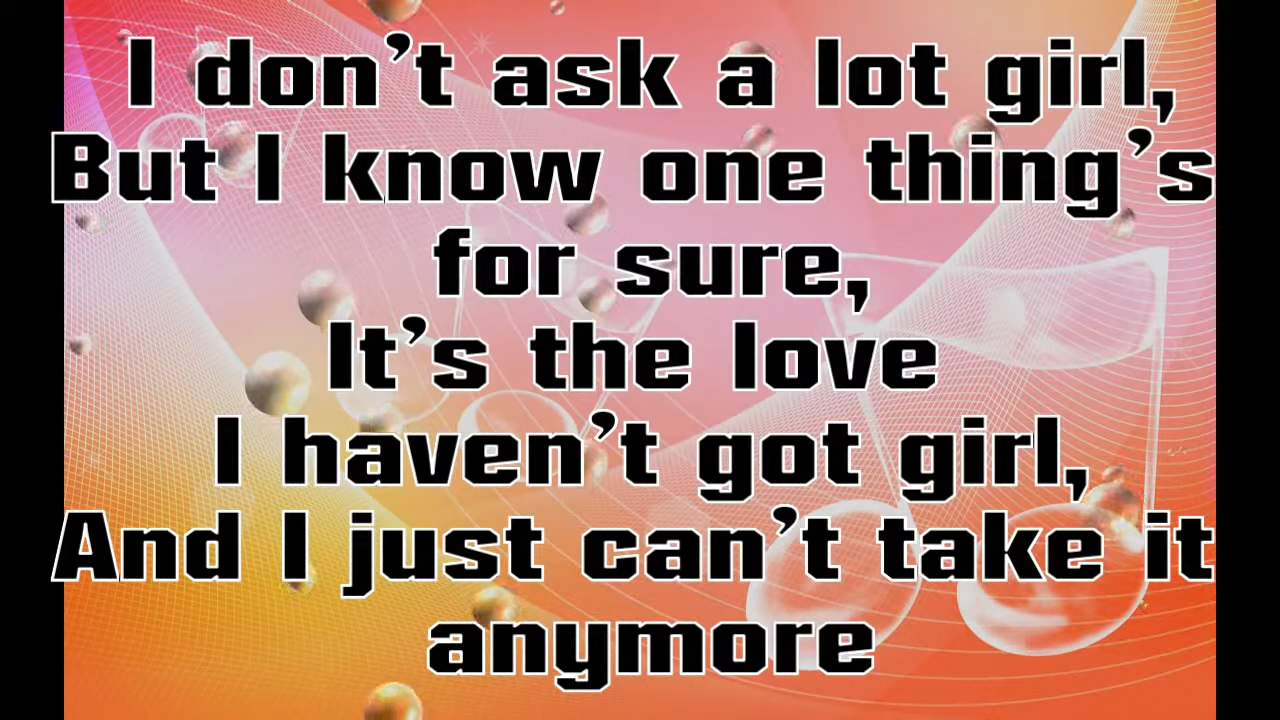 I don’t ask a lot girl,
But I know one thing’s
for sure,
It’s the love
I haven’t got girl,
And I just can’t take it
anymore